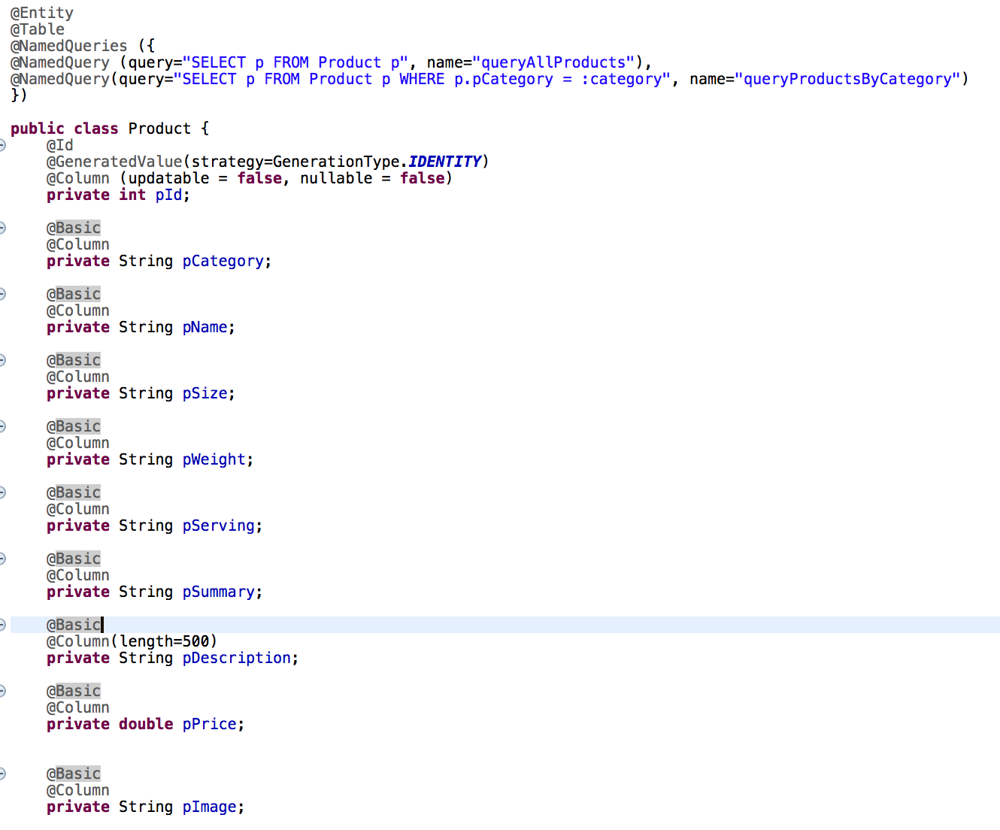 @Entity
@Table
@NamedQueries ({
@NamedQuery (query="SELECT p FROM Product p", name="queryAllProducts"),
@NamedQuery(query="SELECT p FROM Product p WHERE p.pCategory = :category", name="queryProductsByCategory")
})
public class Product {
@Id
@GeneratedValue(strategy=GenerationType.IDENTITY)
@Column (updatable = false, nullable = false)
private int pId;
@Basic
@Column
private String pCategory;
@Basic
@Column
private String pName;
@Basic
@Column
private String pSize;
@Basic
@Column
private String pWeight;
@Basic
@Column
private String pServing;
@Basic
@Column
private String pSummary;
@Basic
@Column(length=500)
private String pDescription;
@Basic
@Column
private double pPrice;
@Basic
@Column
private String pImage;